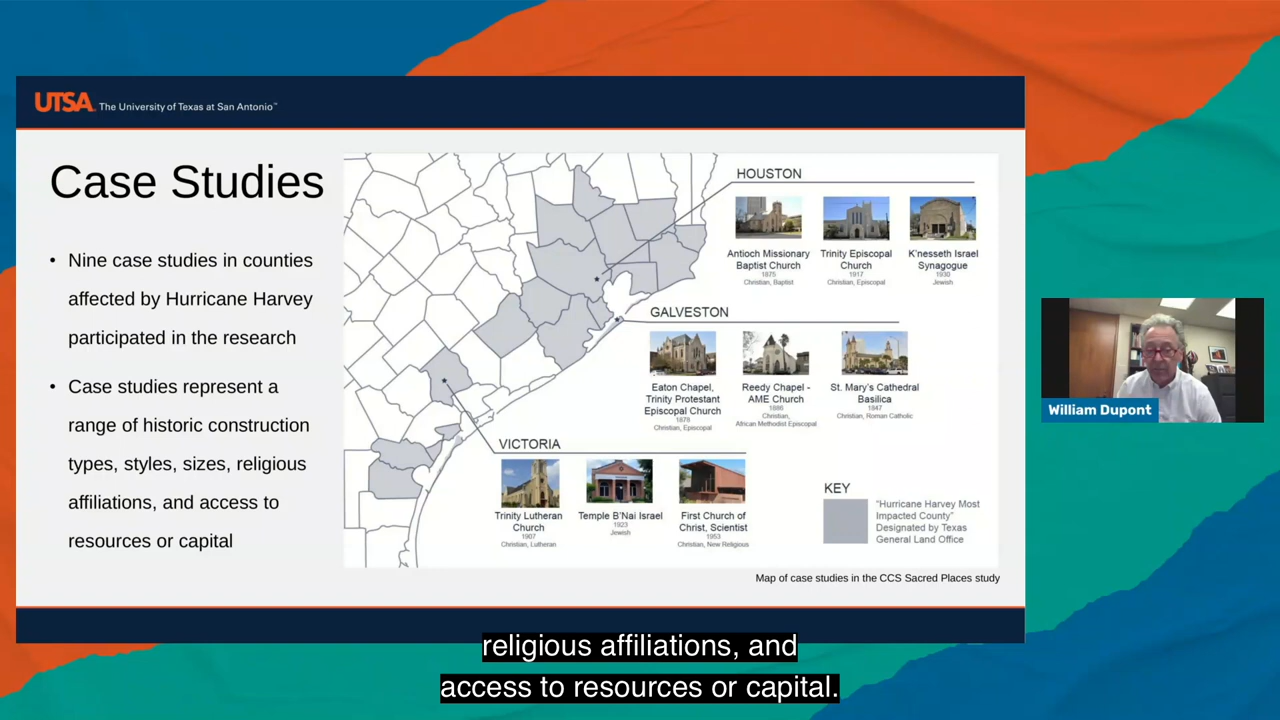 UTSA The University of Texas at San Antonio™
Case Studies
• Nine case studies in counties
affected by Hurricane Harvey
participated in the research
• Case studies represent a
range of historic construction
types, styles, sizes, religious
affiliations, and access to
resources or capital
HOUSTON
Antioch Missionary
Baptist Church
1875
Christian, Baptist
Trinity Episcopal
Church
1917
Christian, Episcopal
K'nesseth Israel
Synagogue
1930
Jewish
GALVESTON
Eaton Chapel,
Trinity Protestant
Episcopal Church
1878
Christian, Episcopal
Reedy Chapel -
AME Church
1886
Christian,
African Methodist Episcopal
St. Mary's Cathedral
Basilica
1847
Christian, Roman Catholic
VICTORIA
Trinity Lutheran
Church
1907
Christian, Lutheran
Temple B'Nai Israel
1923
Jewish
First Church of
Christ, Scientist
1953
Christian, New Religious
KEY
"Hurricane Harvey Most
Impacted County"
Designated by Texas
General Land Office
Map of case studies in the CCS Sacred Places study
William Dupont
religious affiliations, and
access to resources or capital.